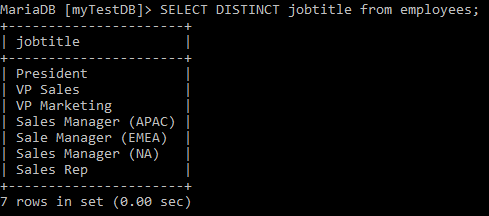 MariaDB [myTestDB]> SELECT DISTINCT jobtitle from employees;
+----------------------+
| jobtitle             |
+----------------------+
| President            |
| VP Sales             |
| VP Marketing         |
| Sales Manager (APAC) |
| Sale Manager (EMEA)  |
| Sales Manager (NA)   |
| Sales Rep            |
+----------------------+
7 rows in set (0.00 sec)